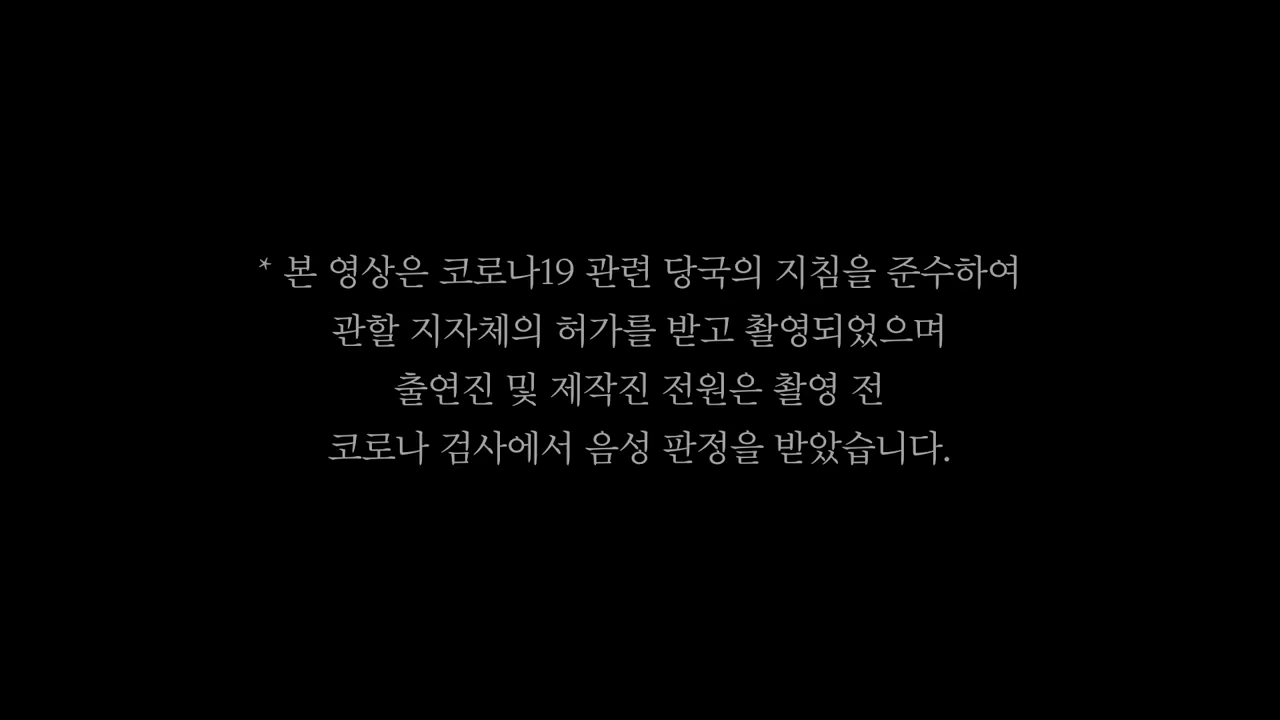 * 본 영상은 코로나19 관련 당국의 지침을 준수하여
관할 지자체의 허가를 받고 촬영되었으며
출연진 및 제작진 전원은 촬영 전
코로나 검사에서 음성 판정을 받았습니다.